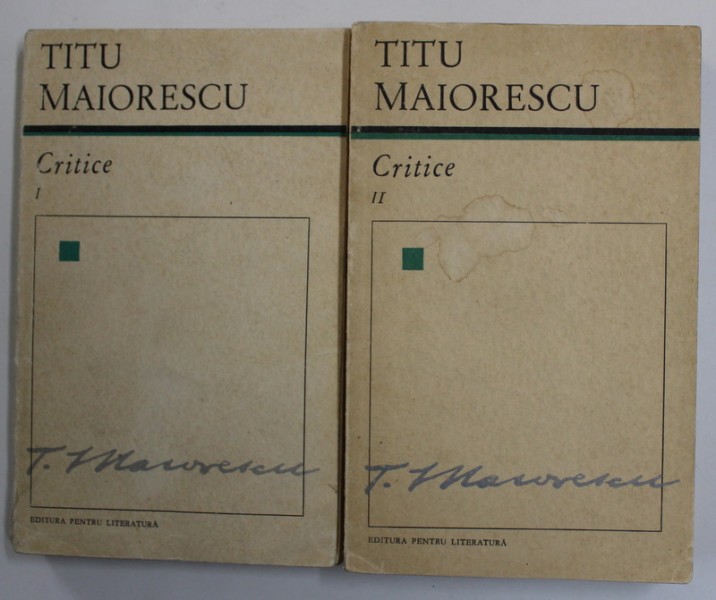 TITU
MAIORESCU
Critice
I
T. Maiorescu
EDITURA PENTRU LITERATURĂ
TITU
MAIORESCU
Critice
II
T. Maiorescu
EDITURA PENTRU LITERATURĂ